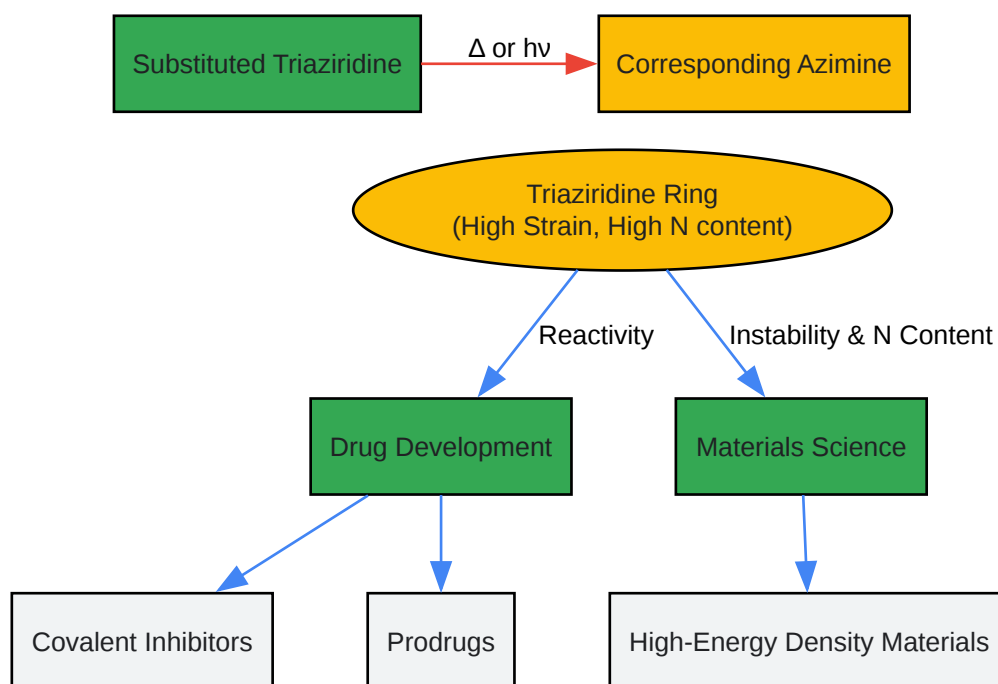 Substituted Triaziridine
Δ or hν
Corresponding Azimine
Triaziridine Ring
(High Strain, High N content)
Reactivity
Instability & N Content
Drug Development
Materials Science
Covalent Inhibitors
Prodrugs
High-Energy Density Materials